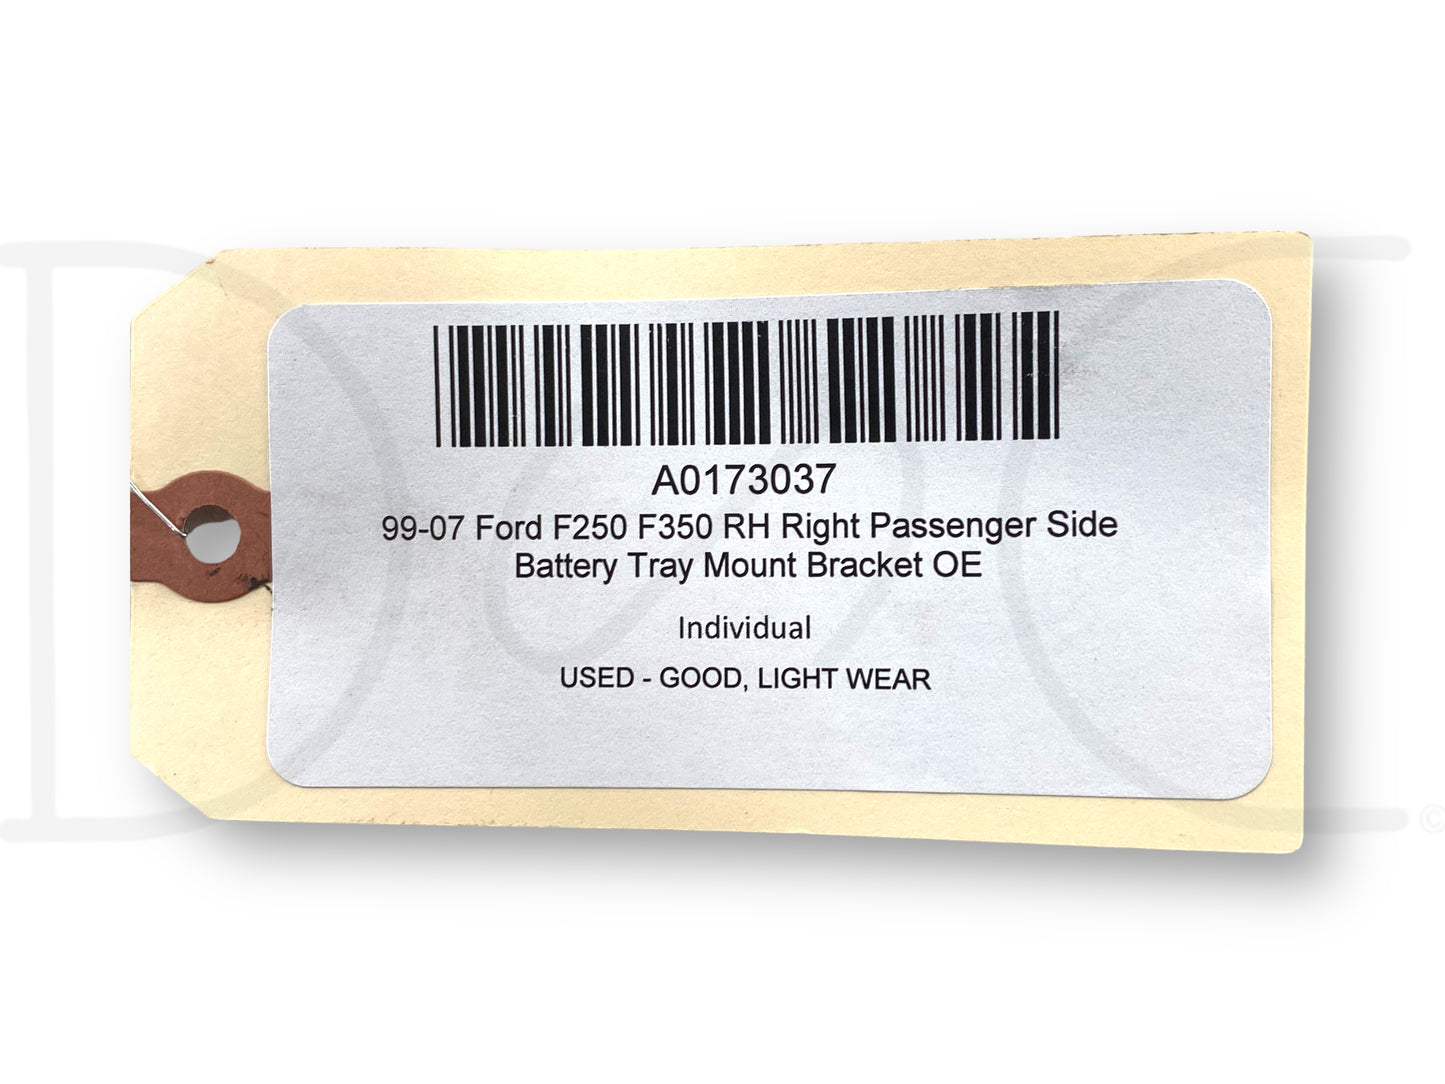 A0173037
99-07 Ford F250 F350 RH Right Passenger Side
Battery Tray Mount Bracket OE
Individual
USED - GOOD, LIGHT WEAR
©